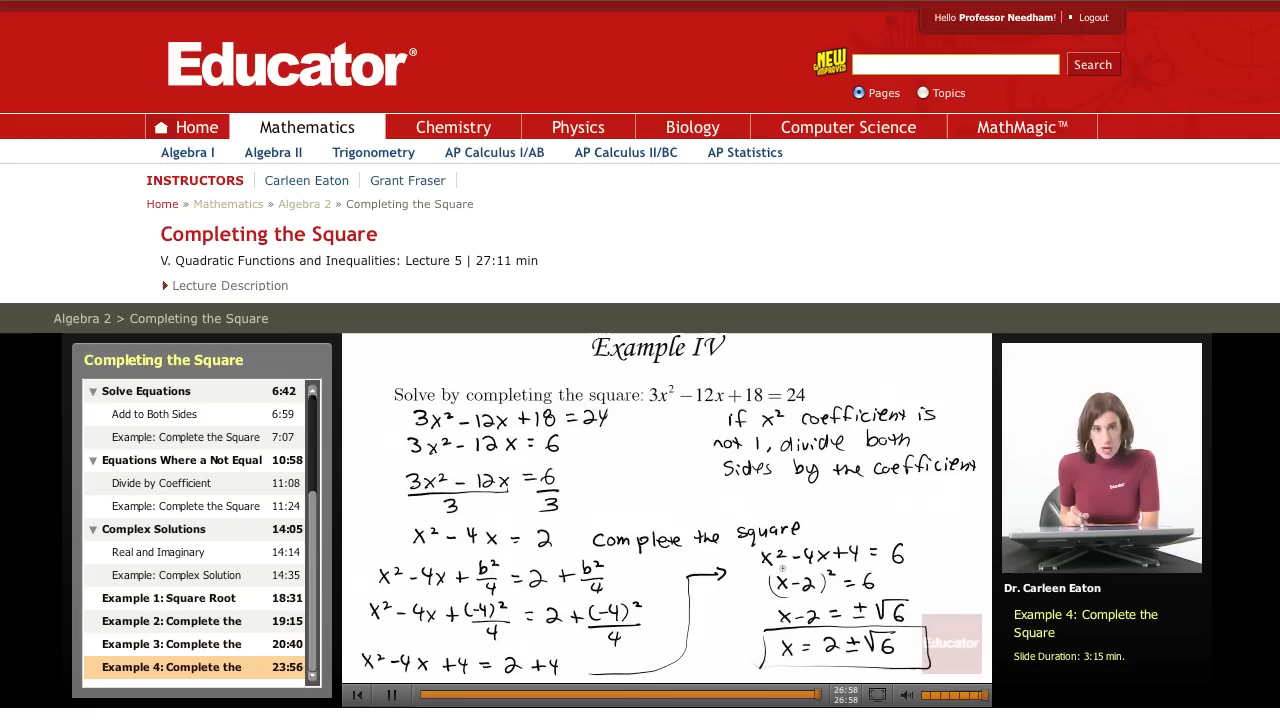 Hello Professor Needham! Logout
Educator®
NEW
IMPROVED
Search
Pages Topics
Home Mathematics Chemistry Physics Biology Computer Science MathMagic™
Algebra I Algebra II Trigonometry AP Calculus I/AB AP Calculus II/BC AP Statistics
INSTRUCTORS Carleen Eaton Grant Fraser
Home » Mathematics » Algebra 2 » Completing the Square
Completing the Square
V. Quadratic Functions and Inequalities: Lecture 5 | 27:11 min
Lecture Description
Algebra 2 > Completing the Square
Completing the Square
Solve Equations 6:42
Add to Both Sides 6:59
Example: Complete the Square 7:07
Equations Where a Not Equal 10:58
Divide by Coefficient 11:08
Example: Complete the Square 11:24
Complex Solutions 14:05
Real and Imaginary 14:14
Example: Complex Solution 14:35
Example 1: Square Root 18:31
Example 2: Complete the 19:15
Example 3: Complete the 20:40
Example 4: Complete the 23:56
Example IV
Solve by completing the square: 3x² − 12x + 18 = 24
3x² - 12x + 18 = 24
3x² - 12x = 6
3x² - 12x = 6
3 3
x² - 4x = 2
x² - 4x + b²/4 = 2 + b²/4
x² - 4x + (-4)²/4 = 2 + (-4)²/4
x² - 4x + 4 = 2 + 4
if x² coefficient is
not 1, divide both
sides by the coefficient
Complete the square
x² - 4x + 4 = 6
(x - 2)² = 6
x - 2 = ± √6
x = 2 ± √6
Educator
26:58
26:58
Educator
Dr. Carleen Eaton
Example 4: Complete the
Square
Slide Duration: 3:15 min.